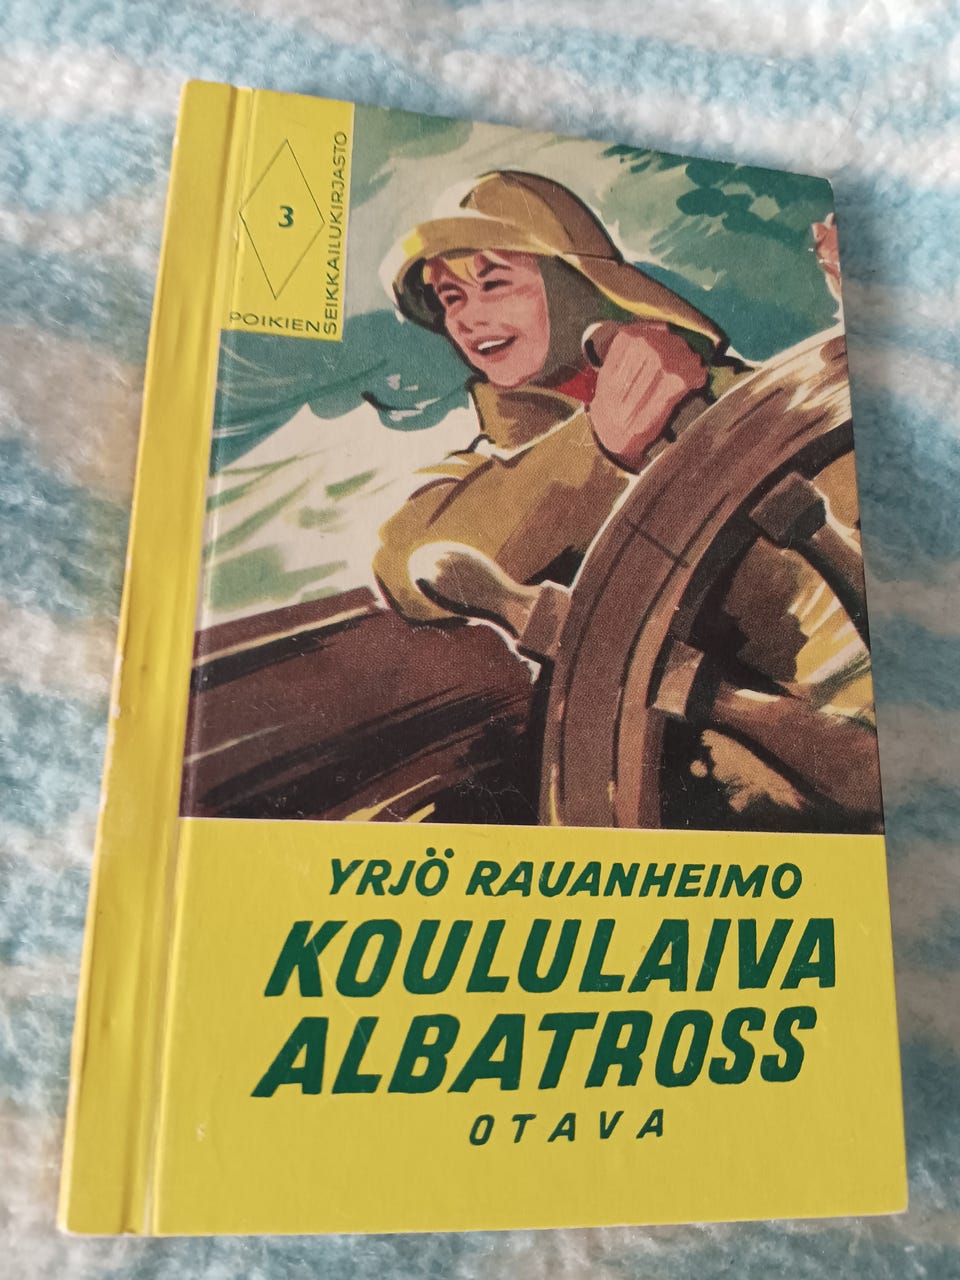 3
POIKIEN
SEIKKAILUKIRJASTO
YRJÖ RAUANHEIMO
KOULULAIVA
ALBATROSS
OTAVA